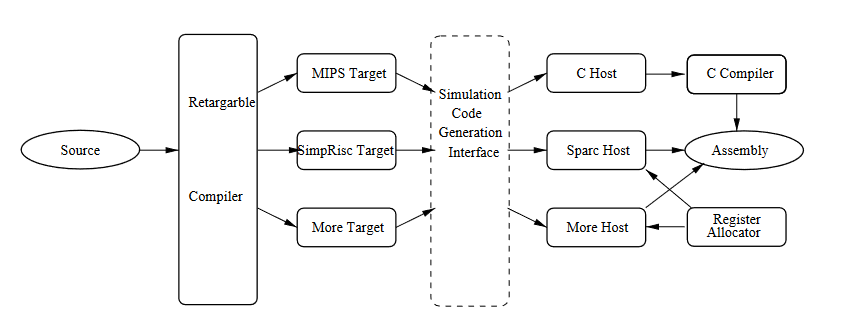 Source
Retargarble
Compiler
MIPS Target
SimpRisc Target
More Target
Simulation
Code
Generation
Interface
C Host
Sparc Host
More Host
C Compiler
Assembly
Register
Allocator